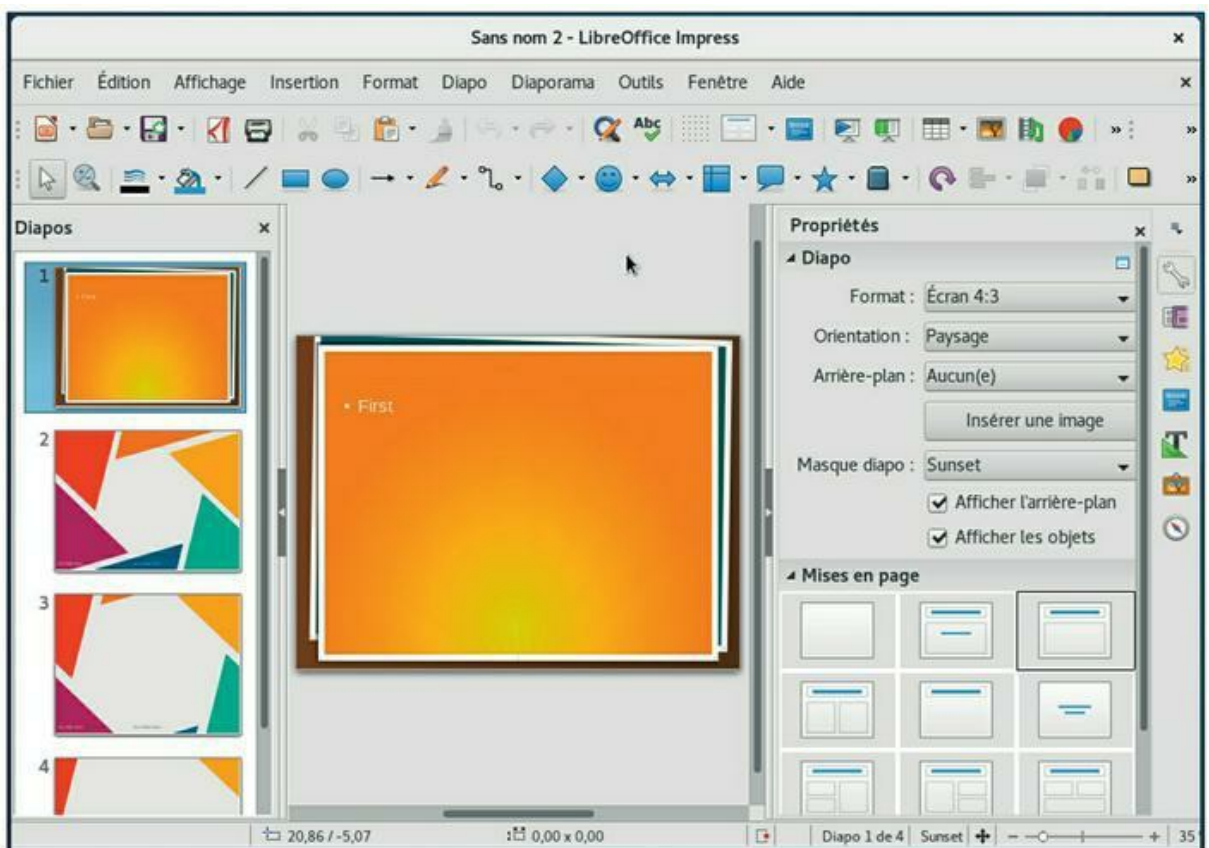 Sans nom 2 - LibreOffice Impress
Fichier Édition Affichage Insertion Format Diapo Diaporama Outils Fenêtre Aide
Abc
Diapos
1
First
2
3
4
• First
Propriétés
Diapo
Format : Écran 4:3
Orientation : Paysage
Arrière-plan : Aucun(e)
Insérer une image
Masque diapo : Sunset
Afficher l'arrière-plan
Afficher les objets
Mises en page
20,86 / -5,07 0,00 x 0,00 Diapo 1 de 4 Sunset 35